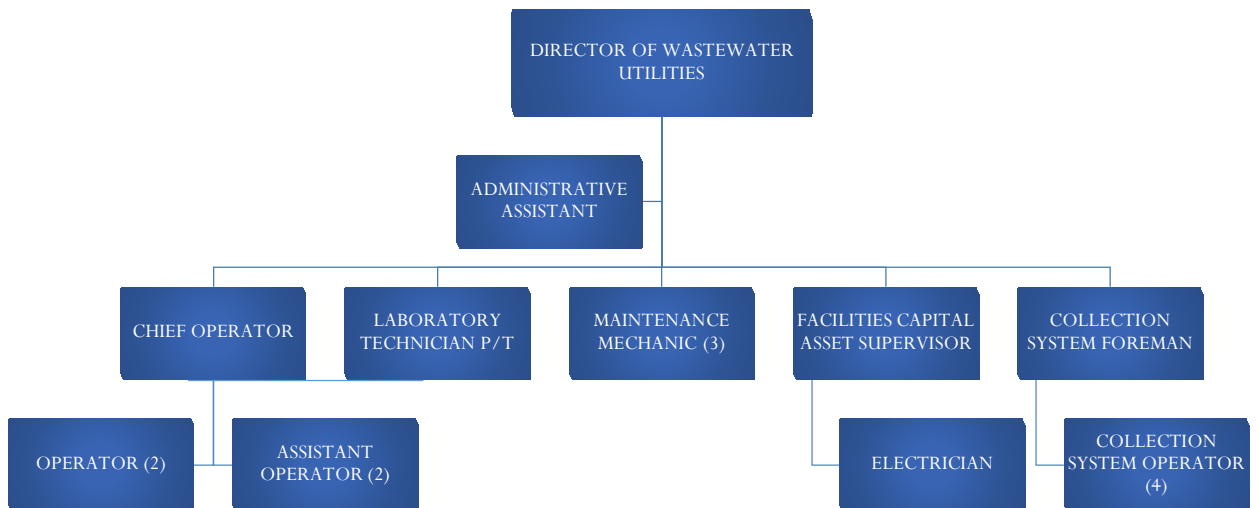 DIRECTOR OF WASTEWATER
UTILITIES
ADMINISTRATIVE
ASSISTANT
CHIEF OPERATOR
LABORATORY
TECHNICIAN P/T
MAINTENANCE
MECHANIC (3)
FACILITIES CAPITAL
ASSET SUPERVISOR
COLLECTION
SYSTEM FOREMAN
OPERATOR (2)
ASSISTANT
OPERATOR (2)
ELECTRICIAN
COLLECTION
SYSTEM OPERATOR
(4)